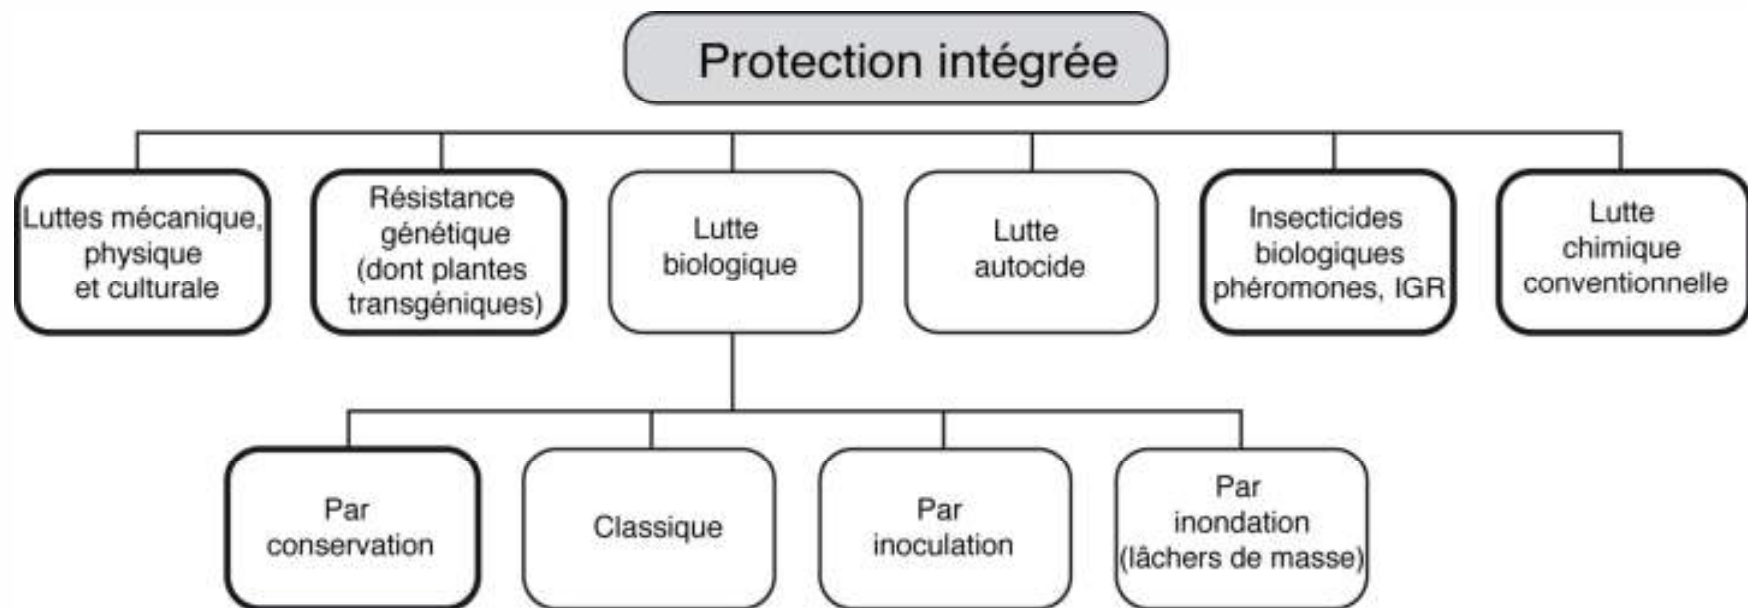 Protection intégrée
Luttes mécanique,
physique
et culturale
Résistance
génétique
(dont plantes
transgéniques)
Lutte
biologique
Lutte
autocide
Insecticides
biologiques
phéromones, IGR
Lutte
chimique
conventionnelle
Par
conservation
Classique
Par
inoculation
Par
inondation
(lâchers de masse)